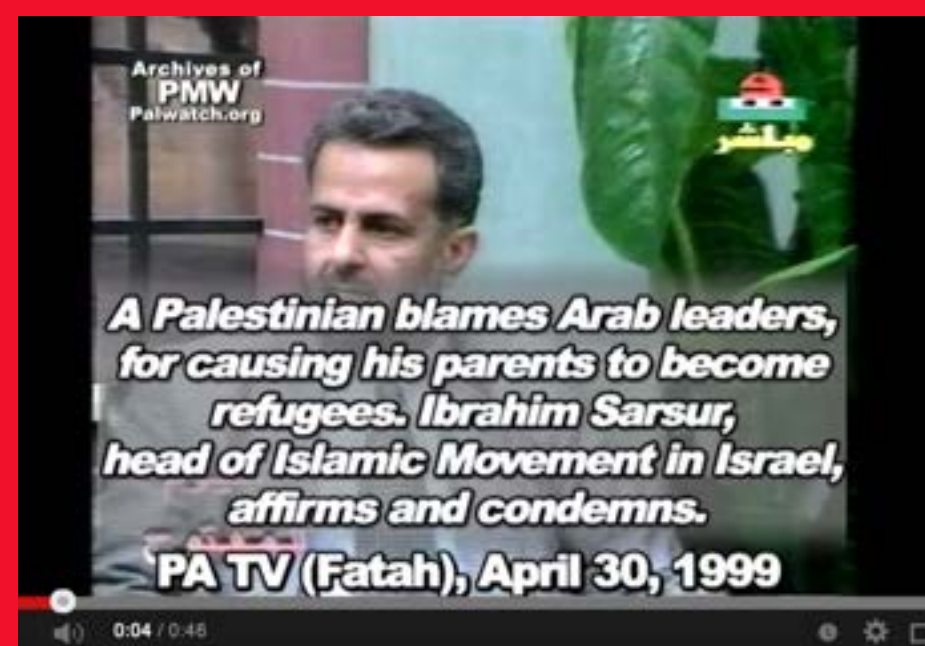 Archives of
PMW
Palwatch.org
مباشر
A Palestinian blames Arab leaders,
for causing his parents to become
refugees. Ibrahim Sarsur,
head of Islamic Movement in Israel,
affirms and condemns.
PA TV (Fatah), April 30, 1999
0:04 / 0:46